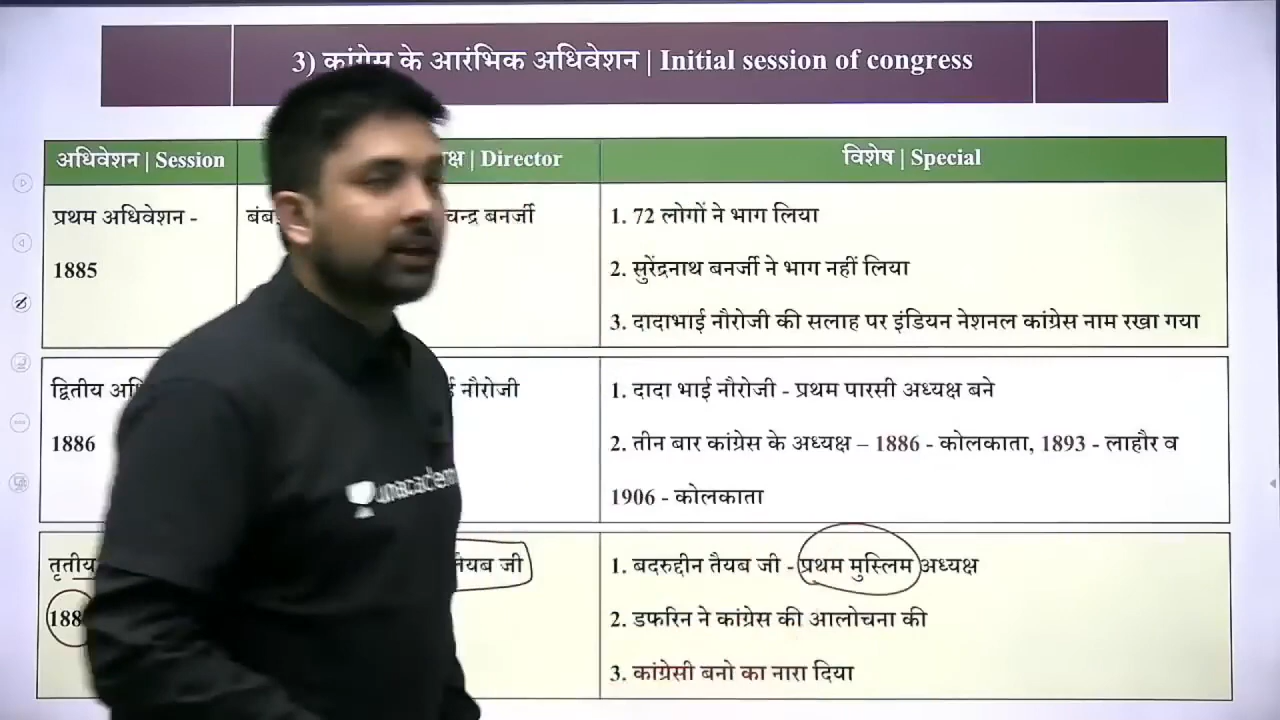 3) कांग्रेस के आरंभिक अधिवेशन | Initial session of congress
अधिवेशन | Session
| Director
विशेष | Special
प्रथम अधिवेशन -
1885
चन्द्र बनर्जी
1. 72 लोगों ने भाग लिया
2. सुरेंद्रनाथ बनर्जी ने भाग नहीं लिया
3. दादाभाई नौरोजी की सलाह पर इंडियन नेशनल कांग्रेस नाम रखा गया
द्वितीय
1886
नौरोजी
1. दादा भाई नौरोजी - प्रथम पारसी अध्यक्ष बने
2. तीन बार कांग्रेस के अध्यक्ष – 1886 - कोलकाता, 1893 - लाहौर व
1906 - कोलकाता
तृतीय
तैयब जी
1. बदरुद्दीन तैयब जी - प्रथम मुस्लिम अध्यक्ष
2. डफरिन ने कांग्रेस की आलोचना की
3. कांग्रेसी बनो का नारा दिया
unacademy